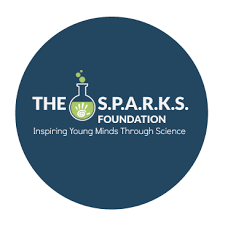 THE S.P.A.R.K.S.
FOUNDATION
Inspiring Young Minds Through Science